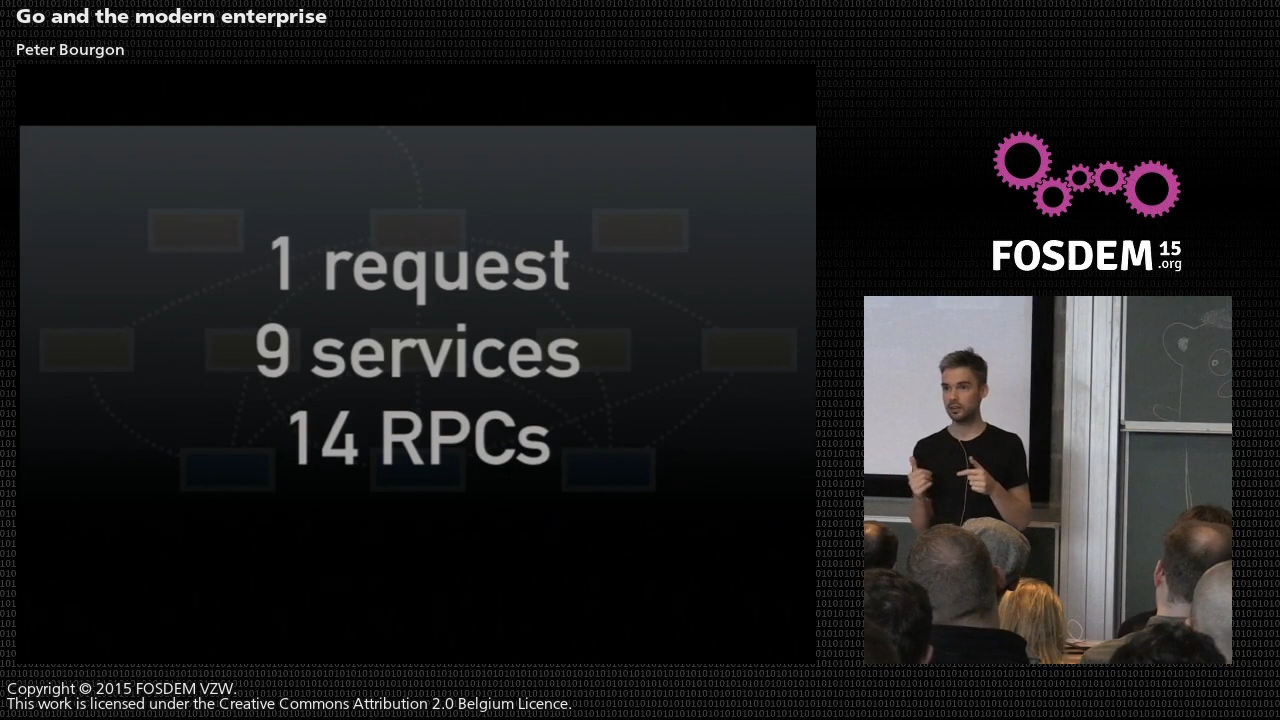 Go and the modern enterprise
Peter Bourgon
1 request
9 services
14 RPCs
FOSDEM 15
.org
Copyright © 2015 FOSDEM VZW.
This work is licensed under the Creative Commons Attribution 2.0 Belgium Licence.